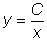 y = C/x